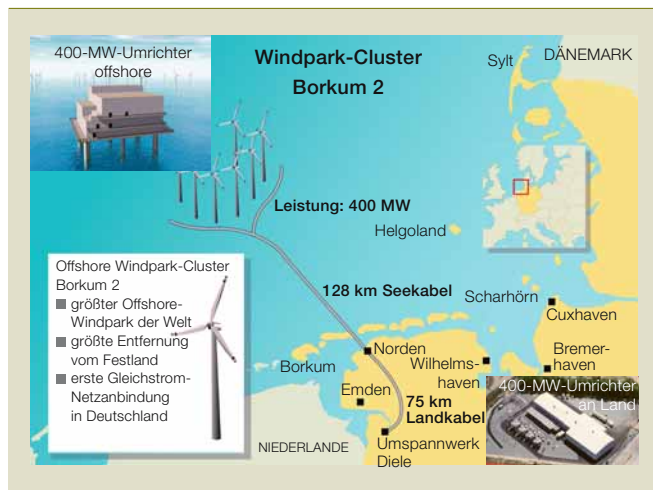 400-MW-Umrichter
offshore
Windpark-Cluster
Borkum 2
Sylt
DÄNEMARK
Leistung: 400 MW
Helgoland
Offshore Windpark-Cluster
Borkum 2
größter Offshore-
Windpark der Welt
größte Entfernung
vom Festland
erste Gleichstrom-
Netzanbindung
in Deutschland
128 km Seekabel
Scharhörn
Cuxhaven
Norden
Borkum
Wilhelms-
haven
Bremer-
haven
Emden
75 km
Landkabel
400-MW-Umrichter
an Land
NIEDERLANDE
Umspannwerk
Diele